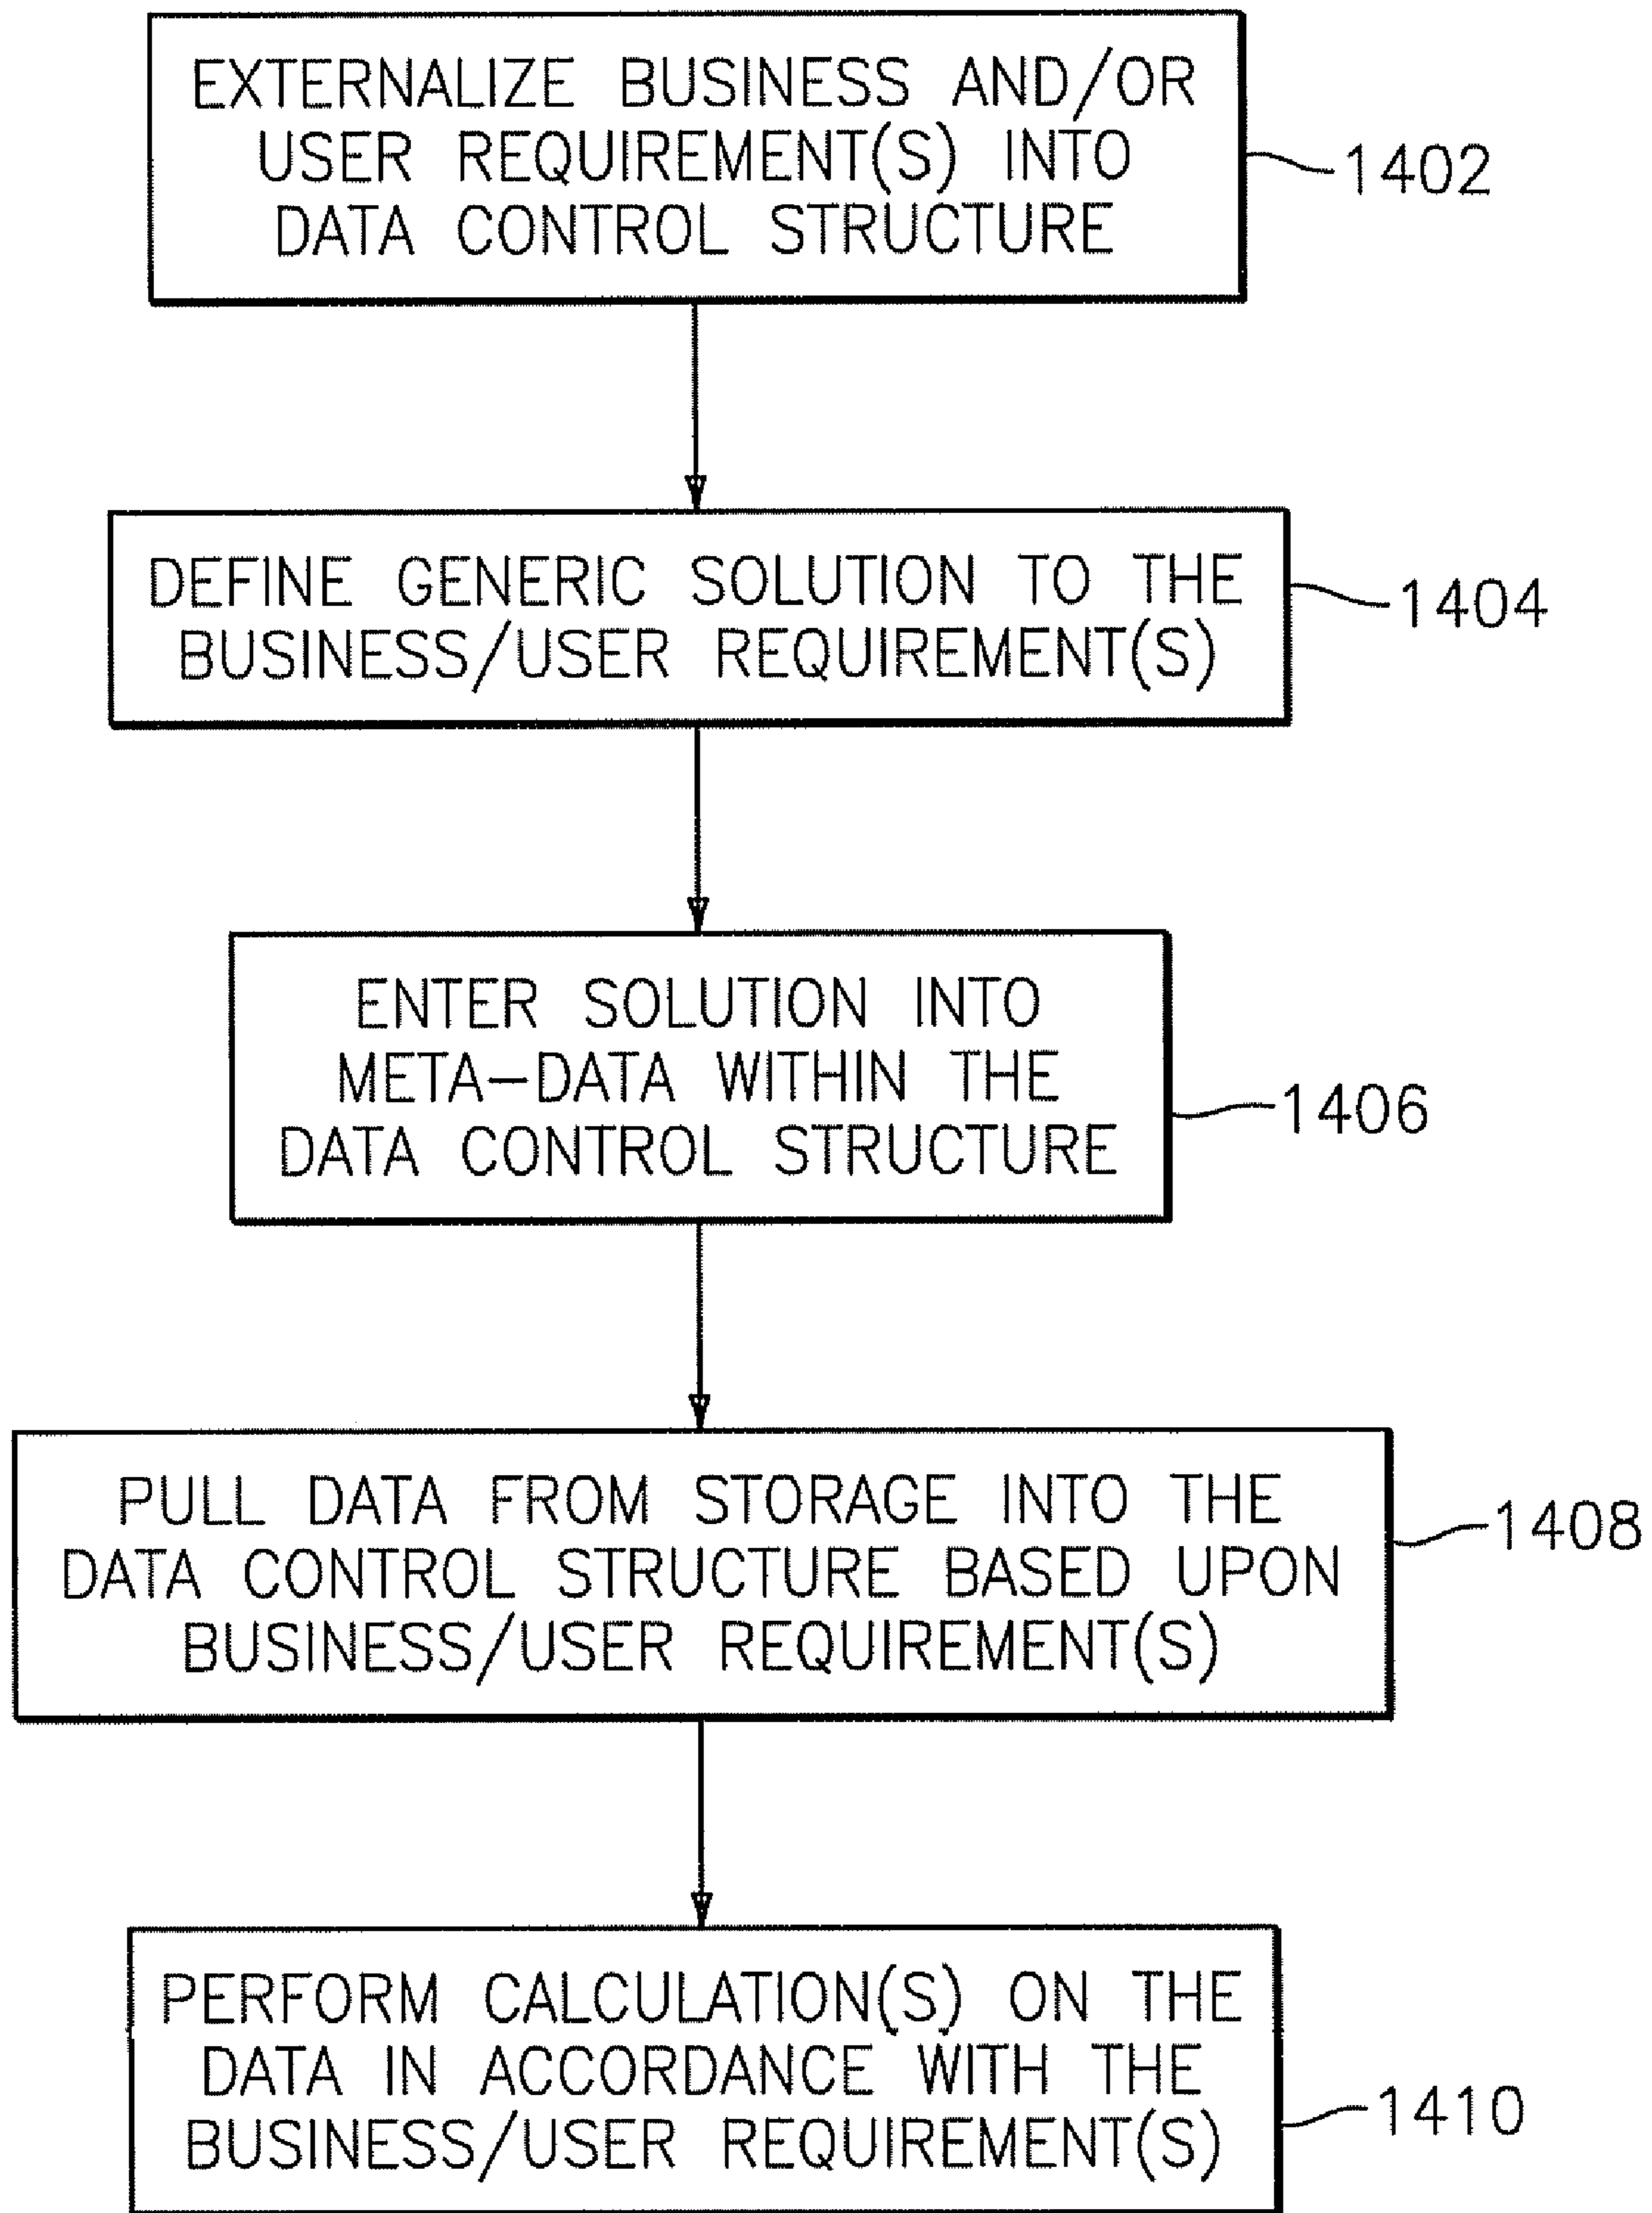 EXTERNALIZE BUSINESS AND/OR
USER REQUIREMENT(S) INTO
DATA CONTROL STRUCTURE
1402
DEFINE GENERIC SOLUTION TO THE
BUSINESS/USER REQUIREMENT(S)
1404
ENTER SOLUTION INTO
META-DATA WITHIN THE
DATA CONTROL STRUCTURE
1406
PULL DATA FROM STORAGE INTO THE
DATA CONTROL STRUCTURE BASED UPON
BUSINESS/USER REQUIREMENT(S)
1408
PERFORM CALCULATION(S) ON THE
DATA IN ACCORDANCE WITH THE
BUSINESS/USER REQUIREMENT(S)
1410